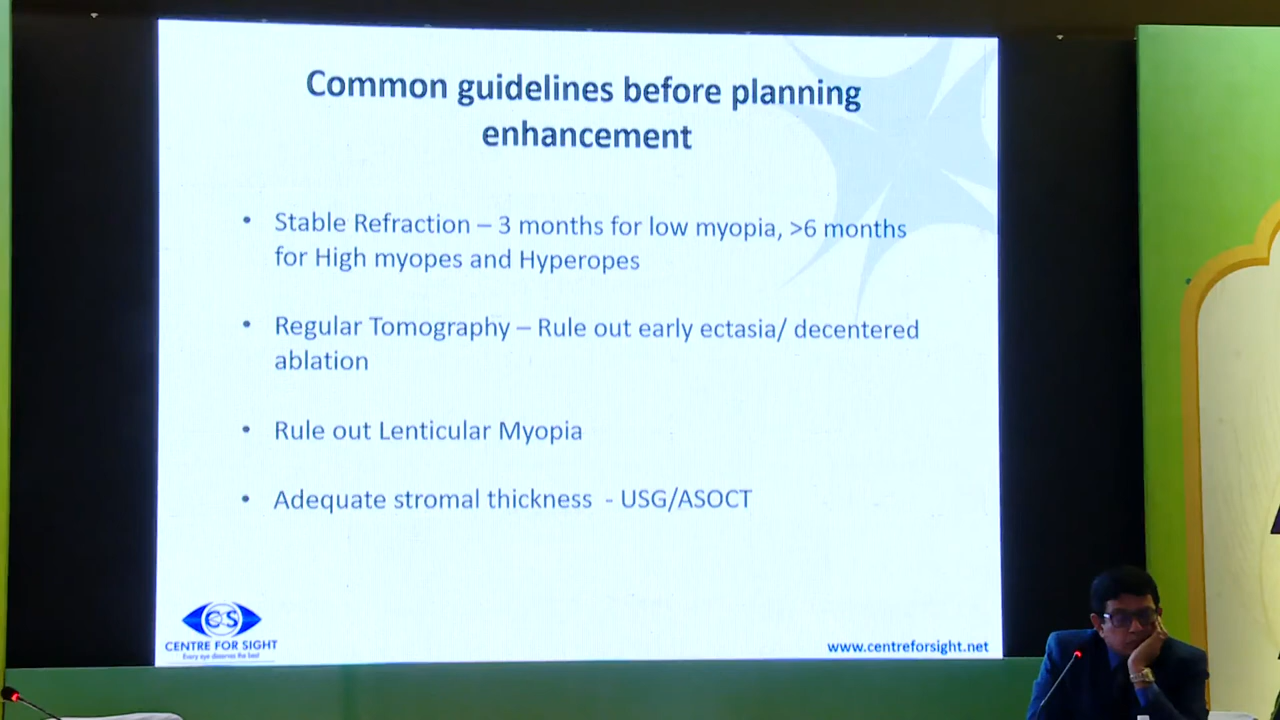 Common guidelines before planning
enhancement
• Stable Refraction – 3 months for low myopia, >6 months
for High myopes and Hyperopes
• Regular Tomography – Rule out early ectasia/ decentered
ablation
• Rule out Lenticular Myopia
• Adequate stromal thickness - USG/ASOCT
CS
CENTRE FOR SIGHT
Every eye deserves the best
www.centreforsight.net